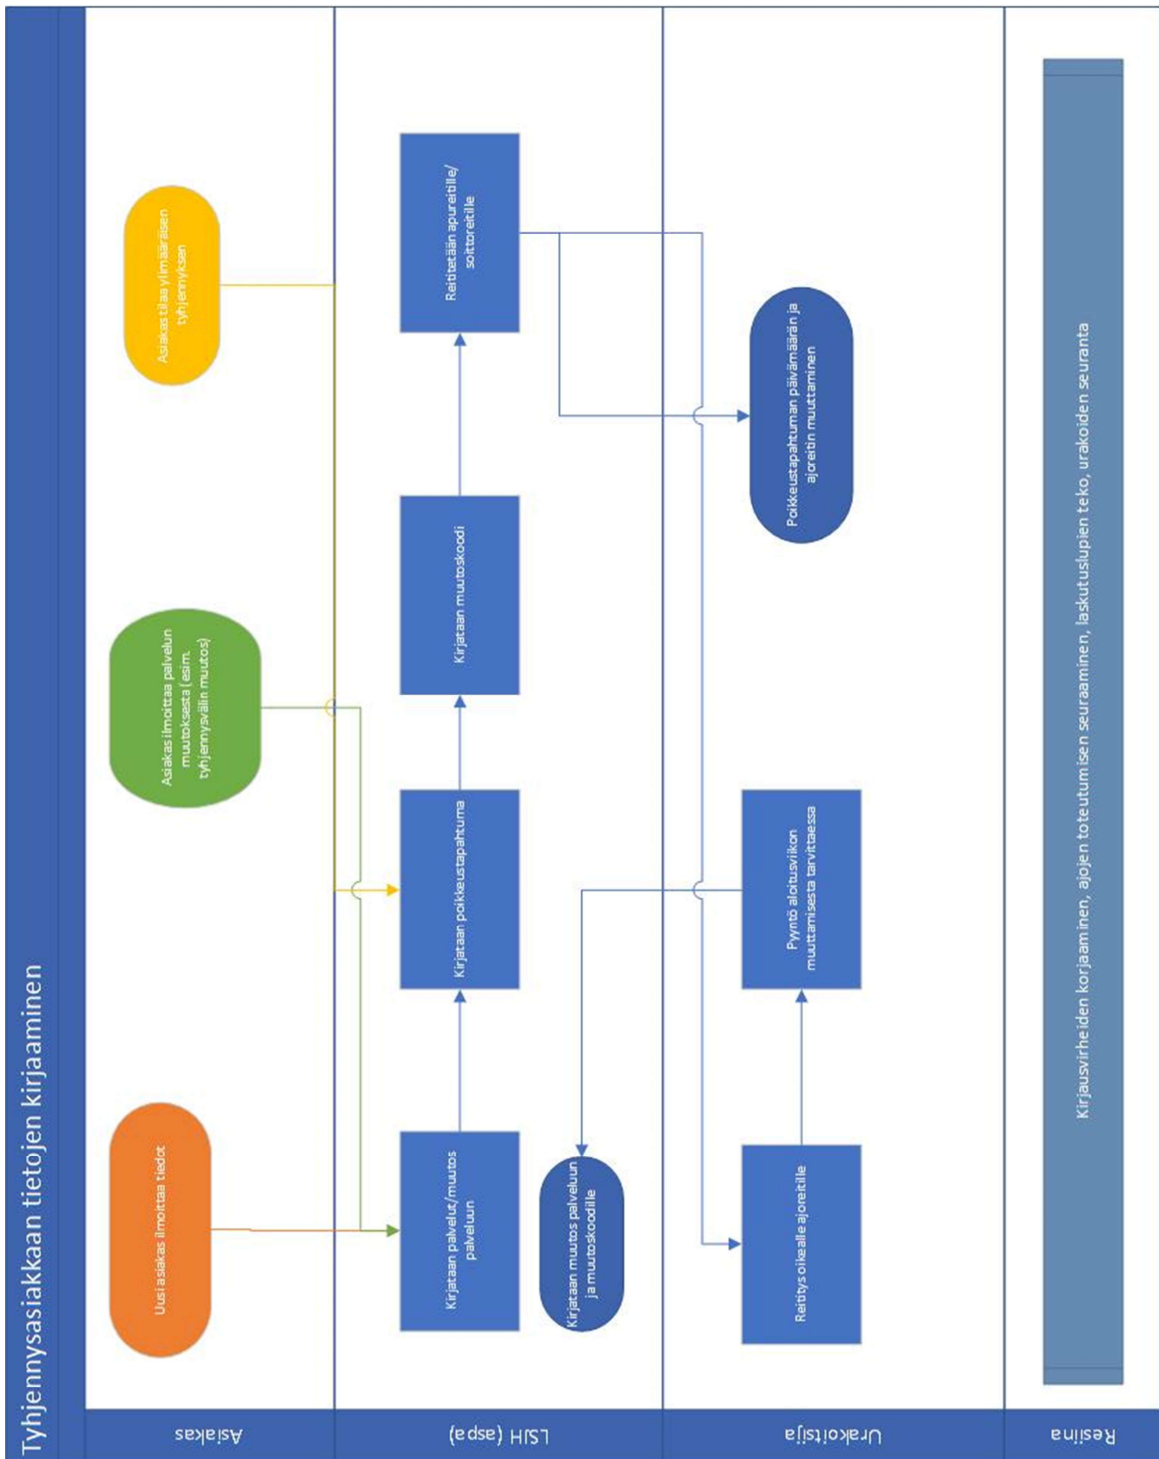 Tyhjennysasiakkaan tietojen kirjaaminen
Asiakas
Uusi asiakas ilmoittaa tiedot
Asiakas ilmoittaa palvelun
muutoksesta (esim.
tyhjennysvälin muutos)
Asiakas tilaa ylimääräisen
tyhjennyksen
LSJH (aspa)
Kirjataan palvelut/muutos
palveluun
Kirjataan poikkeustapahtuma
Kirjataan muutoskoodi
Reititetään apureitille/
soittoreitille
Kirjataan muutos palveluun
ja muutoskoodille
Urakoitsija
Reititys oikealle ajoreitille
Pyyntö aloitusviikon
muuttamisesta tarvittaessa
Poikkeustapahtuman päivämäärän ja
ajoreitin muuttaminen
Resiina
Kirjausvirheiden korjaaminen, ajojen toteutumisen seuraaminen, laskutuslupien teko, urakoiden seuranta